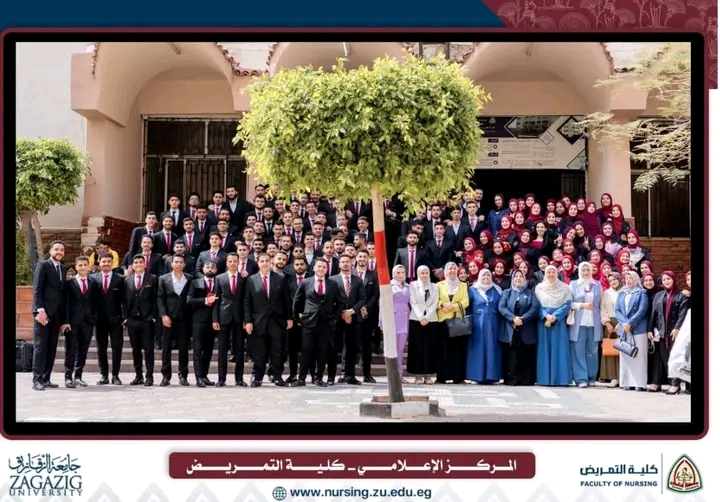 المركز الإعلامي - كلية التمريض
www.nursing.zu.edu.eg
جامعة الزقازيق
ZAGAZIG
UNIVERSITY
كلية التمريض
FACULTY OF NURSING